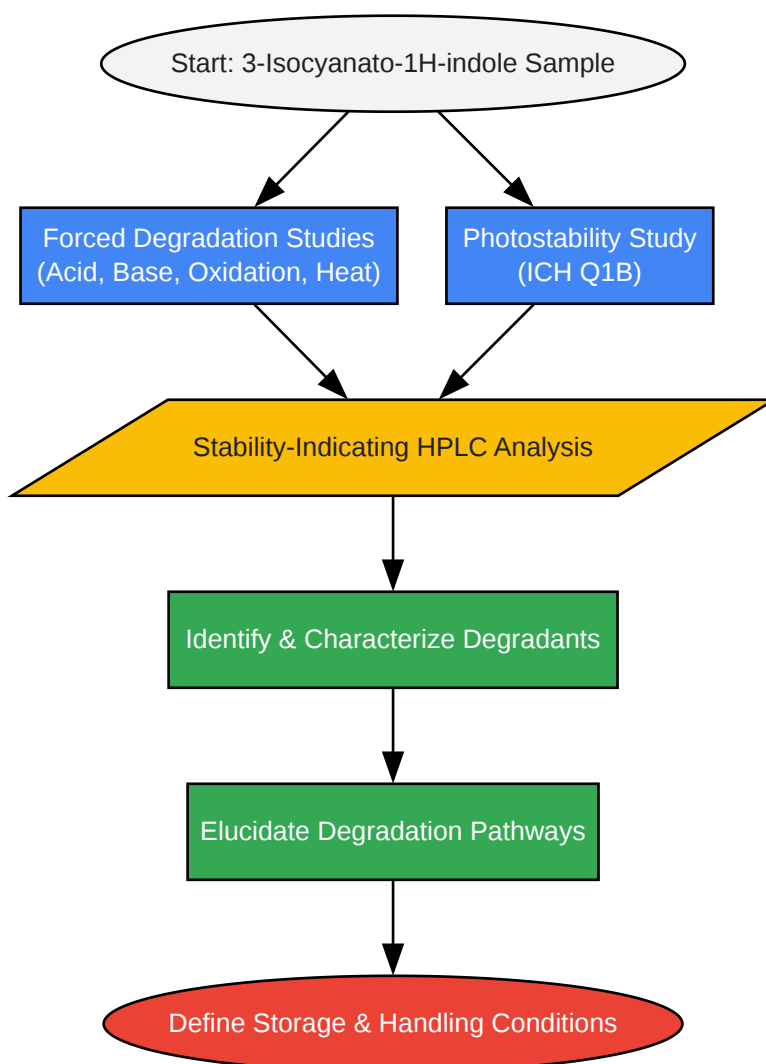 Start: 3-Isocyanato-1H-indole Sample
Forced Degradation Studies
(Acid, Base, Oxidation, Heat)
Photostability Study
(ICH Q1B)
Stability-Indicating HPLC Analysis
Identify & Characterize Degradants
Elucidate Degradation Pathways
Define Storage & Handling Conditions